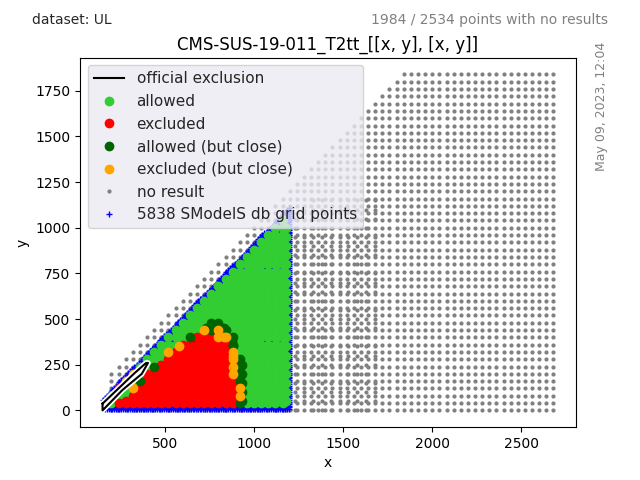 dataset: UL
1984 / 2534 points with no results
CMS-SUS-19-011_T2tt_[[x, y], [x, y]]
official exclusion
allowed
excluded
allowed (but close)
excluded (but close)
no result
5838 SModelS db grid points
May 09, 2023, 12:04
y
1750
1500
1250
1000
750
500
250
0
500
1000
1500
2000
2500
x